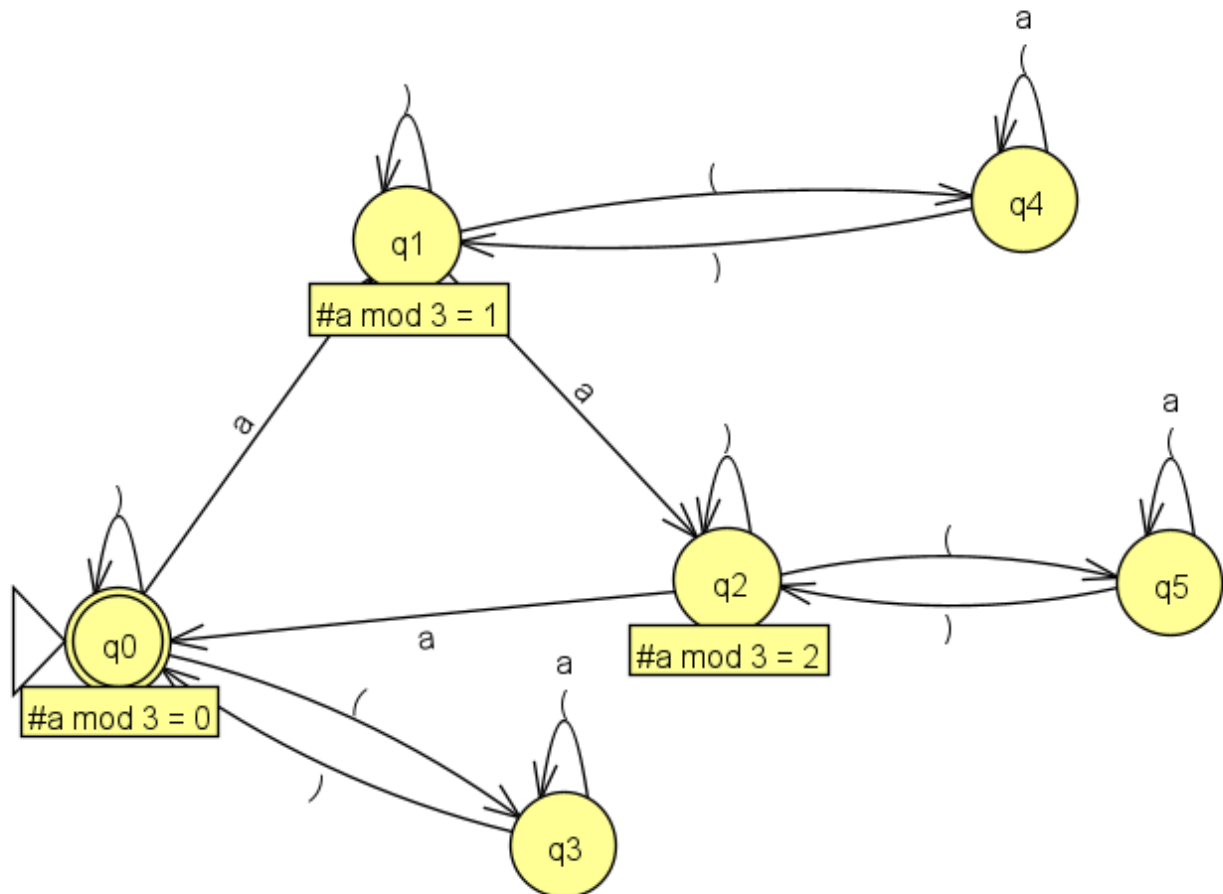 a
(
)
(
q4
q1
)
#a mod 3 = 1
a
a
a
(
)
)
(
q2
q5
q0
a
)
#a mod 3 = 2
a
(
#a mod 3 = 0
(
)
q3